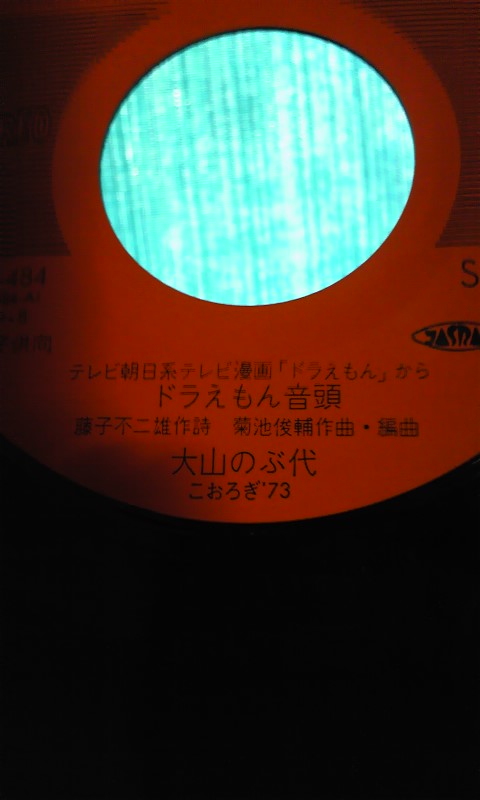 484
テレビ朝日系テレビ漫画「ドラえもん」から
ドラえもん音頭
藤子不二雄作詩 菊池俊輔作曲・編曲
大山のぶ代
こおろぎ'73